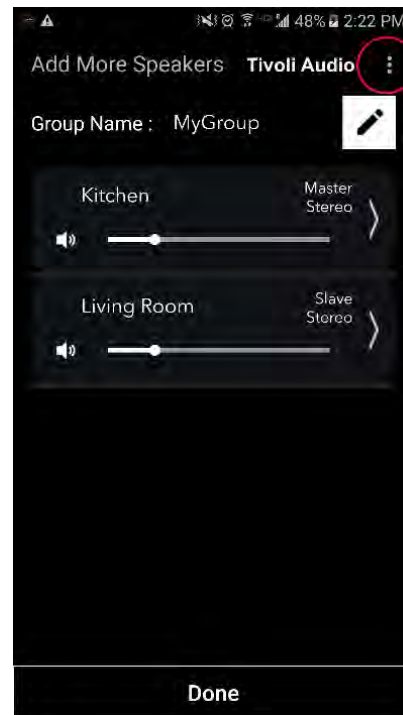 48% 2:22 PM
Add More Speakers Tivoli Audio
Group Name : MyGroup
Kitchen
Master
Stereo
Living Room
Slave
Stereo
Done